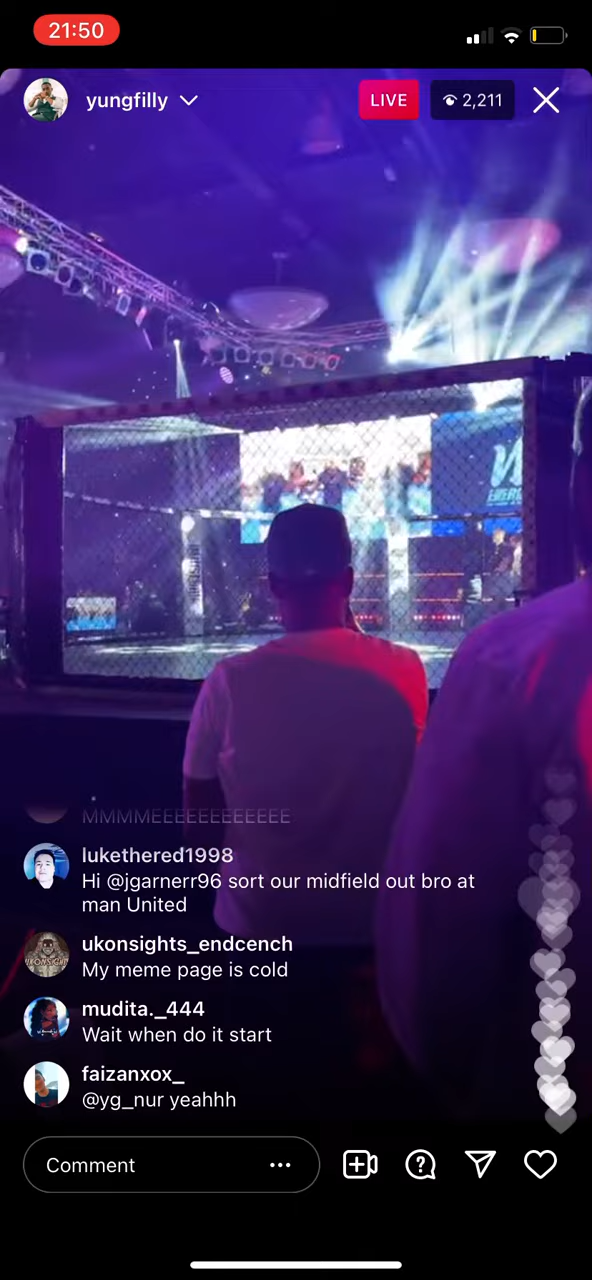 21:50
yungfilly
LIVE
2,211
MMMMEEEEEEEEEEEE
lukethered1998
Hi @jgarnerr96 sort our midfield out bro at
man United
ukonsights_endcench
My meme page is cold
mudita._444
Wait when do it start
faizanxox_
@yg_nur yeahhh
Comment